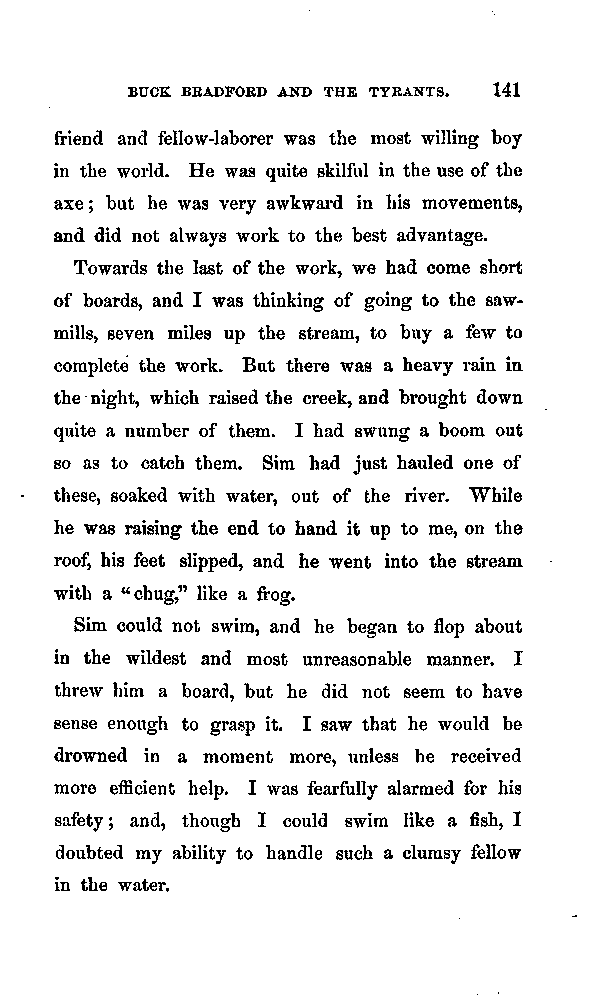 BUCK BRADFORD AND THE TYRANTS. 141
friend and fellow-laborer was the most willing boy
in the world. He was quite skilful in the use of the
axe; but he was very awkward in his movements,
and did not always work to the best advantage.
Towards the last of the work, we had come short
of boards, and I was thinking of going to the saw-
mills, seven miles up the stream, to buy a few to
complete the work. But there was a heavy rain in
the night, which raised the creek, and brought down
quite a number of them. I had swung a boom out
so as to catch them. Sim had just hauled one of
these, soaked with water, out of the river. While
he was raising the end to hand it up to me, on the
roof, his feet slipped, and he went into the stream
with a "chug," like a frog.
Sim could not swim, and he began to flop about
in the wildest and most unreasonable manner. I
threw him a board, but he did not seem to have
sense enough to grasp it. I saw that he would be
drowned in a moment more, unless he received
more efficient help. I was fearfully alarmed for his
safety; and, though I could swim like a fish, I
doubted my ability to handle such a clumsy fellow
in the water.